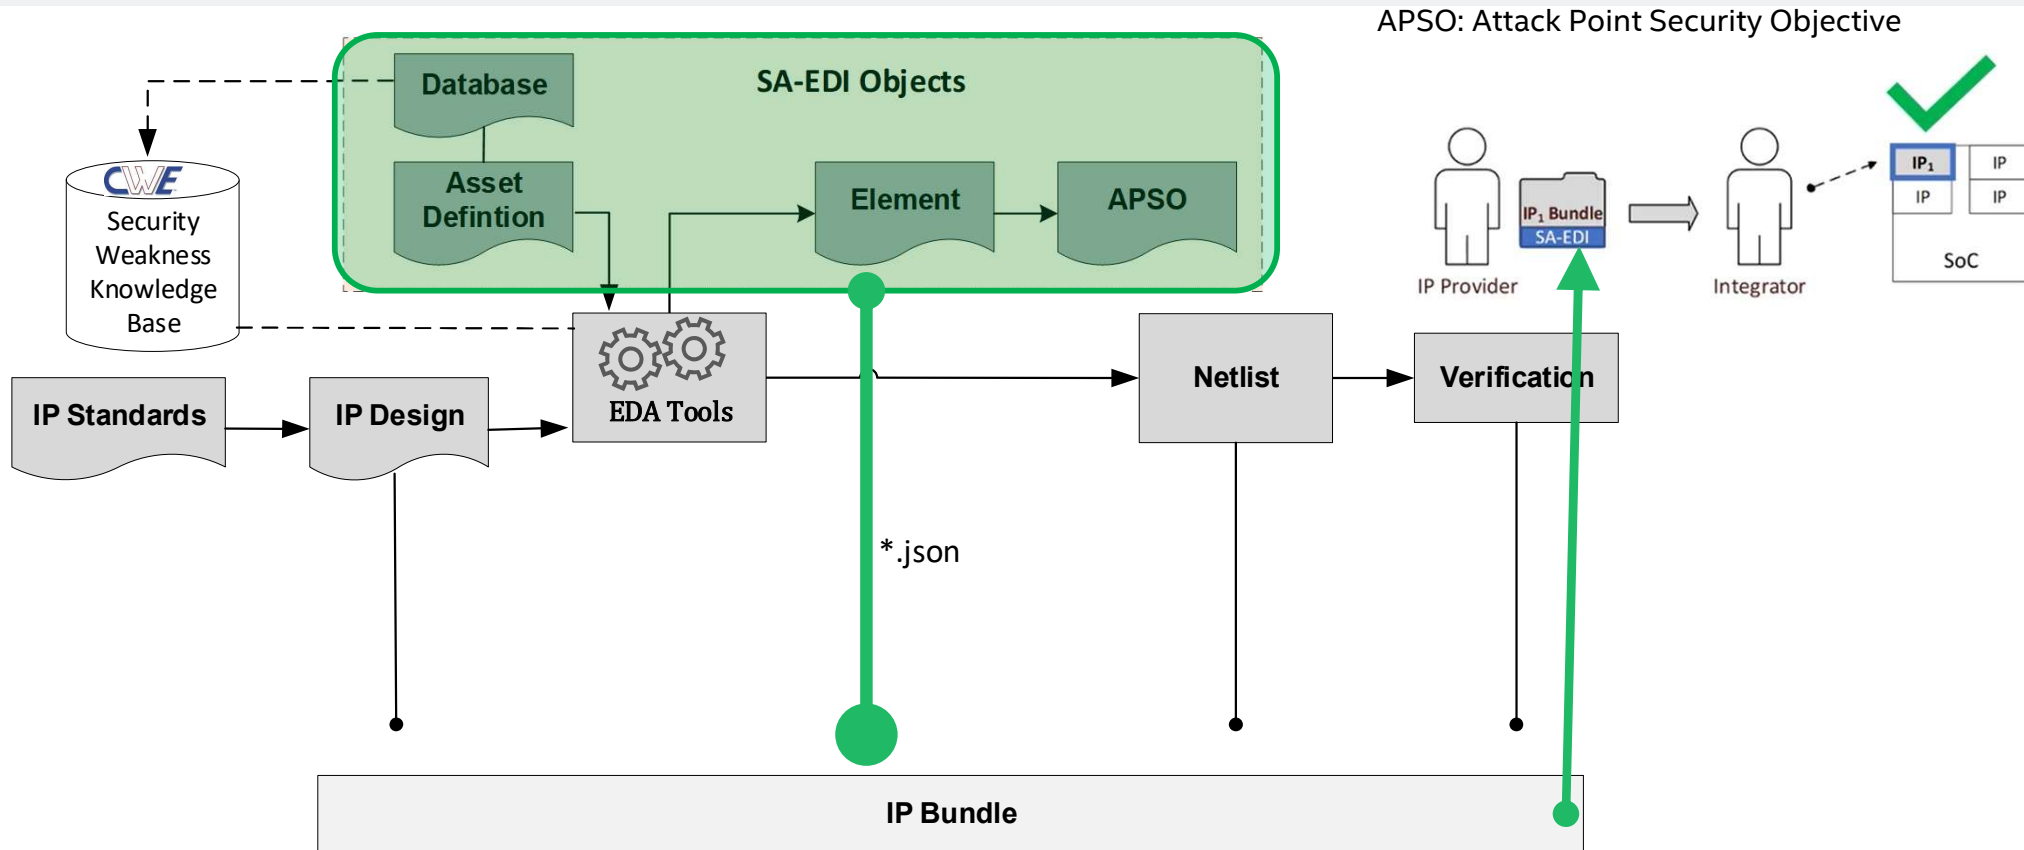 APSO: Attack Point Security Objective
SA-EDI Objects
Database
Asset
Defintion
Element
APSO
CWE
Security
Weakness
Knowledge
Base
IP₁ Bundle
SA-EDI
IP Provider
Integrator
IP₁
IP
IP
IP
SoC
IP Standards
IP Design
EDA Tools
Netlist
Verification
*.json
IP Bundle